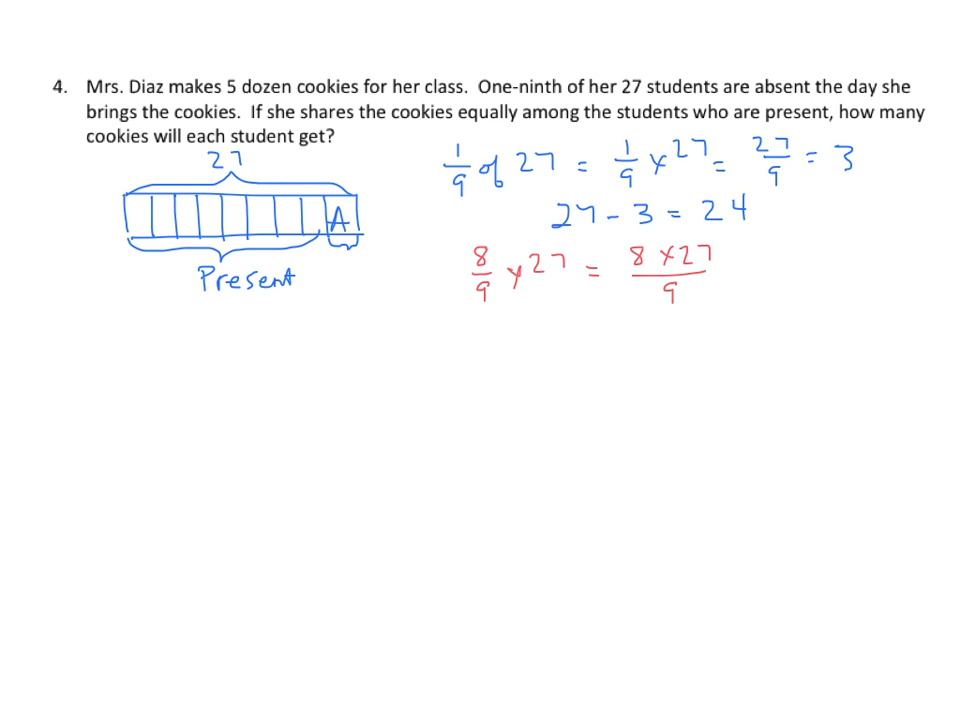 4. Mrs. Diaz makes 5 dozen cookies for her class. One-ninth of her 27 students are absent the day she
brings the cookies. If she shares the cookies equally among the students who are present, how many
cookies will each student get?
27
A
Present
1/9 of 27 = 1/9 x 27 = 27/9 = 3
27 - 3 = 24
8/9 x 27 = 8 x 27/9